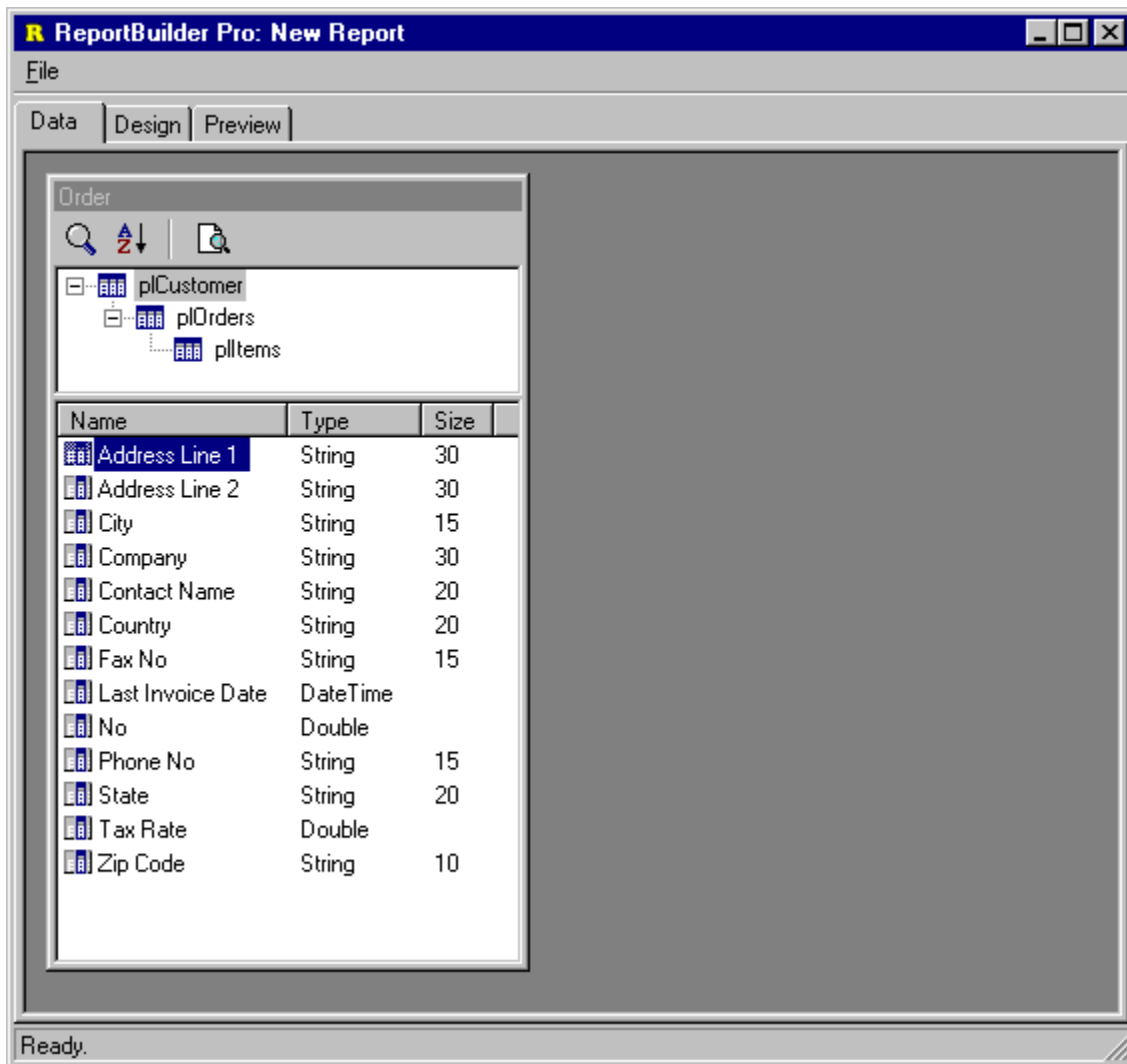 R ReportBuilder Pro: New Report
File
Data Design Preview
Order
A Z
plCustomer
plOrders
plItems
Name Type Size
Address Line 1 String 30
Address Line 2 String 30
City String 15
Company String 30
Contact Name String 20
Country String 20
Fax No String 15
Last Invoice Date DateTime
No Double
Phone No String 15
State String 20
Tax Rate Double
Zip Code String 10
Ready.